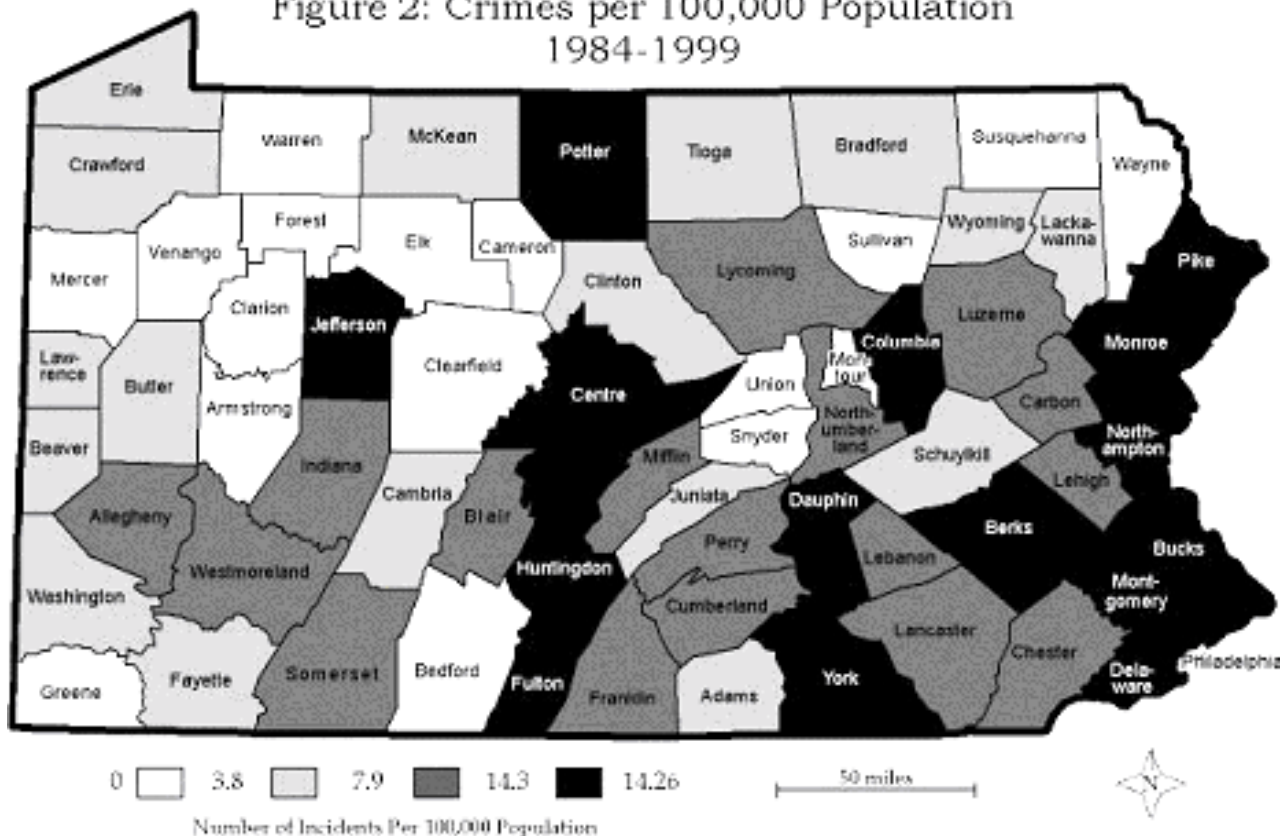 Figure 2: Crimes per 100,000 Population
1984-1999
Erie
Warren
McKean
Potter
Tioga
Bradford
Susquehanna
Wayne
Crawford
Forest
Elk
Cameron
Sullivan
Wyoming
Lacka-
wanna
Venango
Mercer
Clarion
Jefferson
Clinton
Lycoming
Luzerne
Pike
Monroe
Law-
rence
Butler
Armstrong
Clearfield
Centre
Union
Mon-
tour
Columbia
Carbon
Beaver
Indiana
Cambria
Blair
Mifflin
Snyder
North-
umber-
land
Schuylkill
North-
ampton
Lehigh
Allegheny
Westmoreland
Huntingdon
Juniata
Perry
Dauphin
Lebanon
Berks
Bucks
Mont-
gomery
Washington
Cumberland
Lancaster
Chester
Philadelphia
Dela-
ware
Greene
Fayette
Somerset
Bedford
Fulton
Franklin
Adams
York
0 3.8 7.9 14.3 14.26
50 miles
N
Number of Incidents Per 100,000 Population